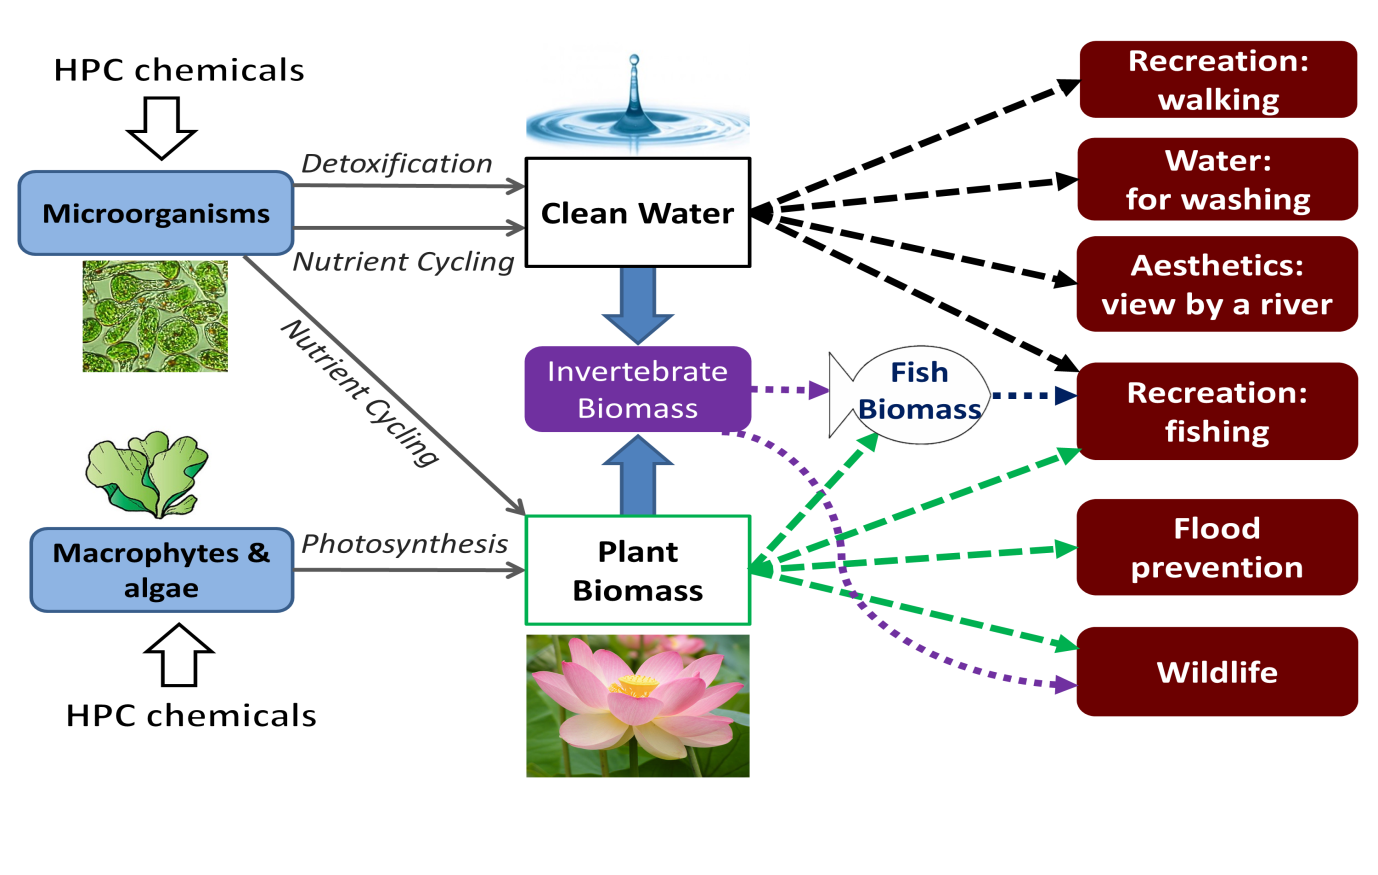 HPC chemicals
Microorganisms
Detoxification
Nutrient Cycling
Nutrient Cycling
Macrophytes &
algae
Photosynthesis
HPC chemicals
Clean Water
Invertebrate
Biomass
Plant
Biomass
Fish
Biomass
Recreation:
walking
Water:
for washing
Aesthetics:
view by a river
Recreation:
fishing
Flood
prevention
Wildlife